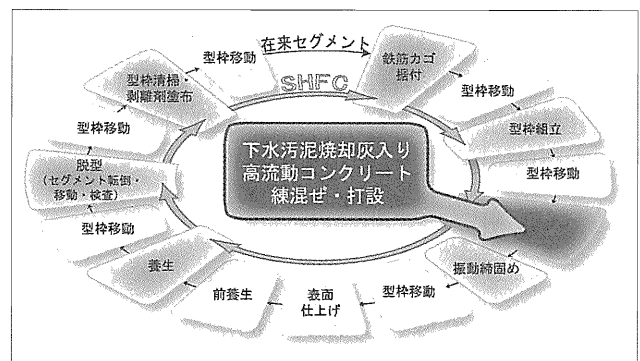 在来セグメント
SHFC
鉄筋カゴ
据付
型枠移動
型枠組立
型枠移動
下水汚泥焼却灰入り
高流動コンクリート
練混ぜ・打設
振動締固め
型枠移動
表面
仕上げ
前養生
養生
型枠移動
脱型
(セグメント転倒・
移動・検査)
型枠移動
型枠清掃・
剥離剤塗布
型枠移動